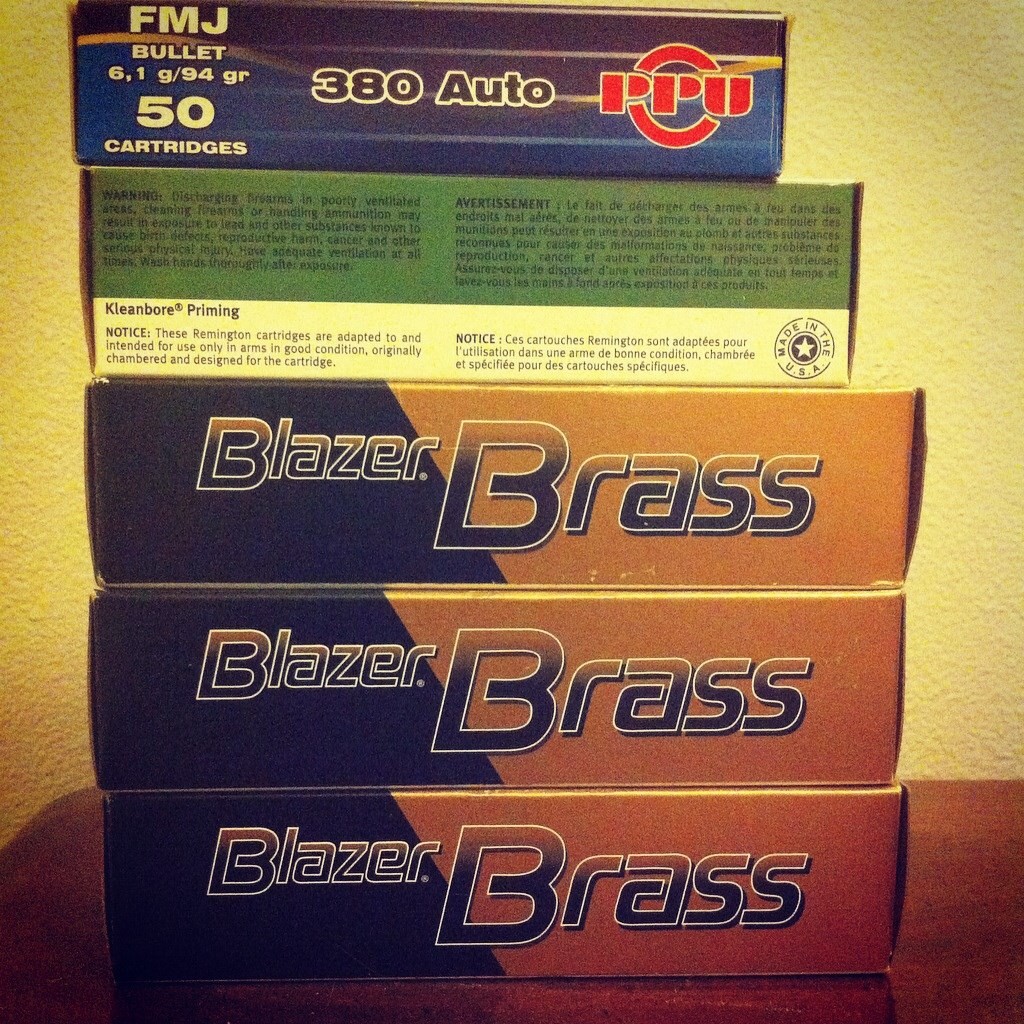 FMJ
BULLET
6,1 g/94 gr
50
CARTRIDGES
380 Auto
PPU
WARNING: Discharging firearms in poorly ventilated
areas, cleaning firearms or handling ammunition may
result in exposure to lead and other substances known to
cause birth defects, reproductive harm, cancer and other
serious physical injury. Have adequate ventilation at all
times. Wash hands thoroughly after exposure.
AVERTISSEMENT : Le fait de décharger des armes à feu dans des
endroits mal aérés, de nettoyer des armes à feu ou de manipuler des
munitions peut résulter en une exposition au plomb et autres substances
reconnues pour causer des malformations de naissance, problème de
reproduction, cancer et autres affectations physiques sérieuses.
Assurez-vous de disposer d'une ventilation adéquate en tout temps et
lavez-vous les mains à fond après exposition à ces produits.
Kleanbore® Priming
NOTICE: These Remington cartridges are adapted to and
intended for use only in arms in good condition, originally
chambered and designed for the cartridge.
NOTICE : Ces cartouches Remington sont adaptées pour
l'utilisation dans une arme de bonne condition, chambrée
et spécifiée pour des cartouches spécifiques.
MADE IN THE
U.S.A
Blazer® Brass
Blazer® Brass
Blazer® Brass